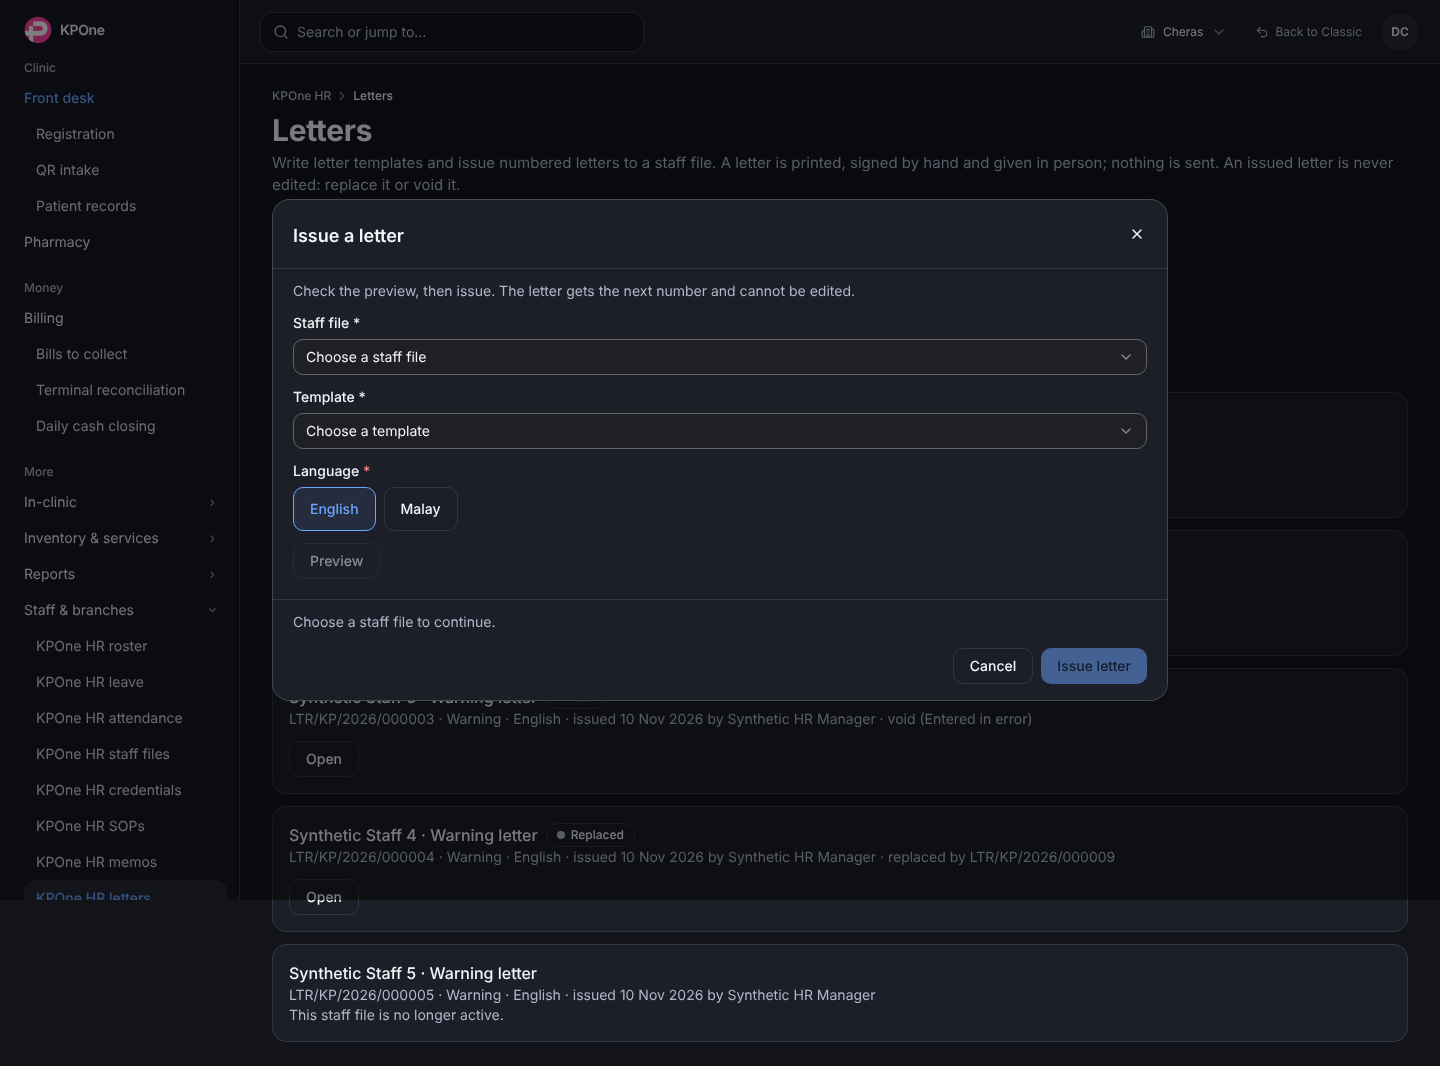 KPOne
Clinic
Front desk
Registration
QR intake
Patient records
Pharmacy
Money
Billing
Bills to collect
Terminal reconciliation
Daily cash closing
More
In-clinic
Inventory & services
Reports
Staff & branches
KPOne HR roster
KPOne HR leave
KPOne HR attendance
KPOne HR staff files
KPOne HR credentials
KPOne HR SOPs
KPOne HR memos
KPOne HR letters
Search or jump to...
Cheras
Back to Classic
DC
KPOne HR > Letters
Letters
Write letter templates and issue numbered letters to a staff file. A letter is printed, signed by hand and given in person; nothing is sent. An issued letter is never
edited: replace it or void it.
Issue a letter
Check the preview, then issue. The letter gets the next number and cannot be edited.
Staff file *
Choose a staff file
Template *
Choose a template
Language *
English
Malay
Preview
Choose a staff file to continue.
Cancel
Issue letter
LTR/KP/2026/000003 · Warning · English · issued 10 Nov 2026 by Synthetic HR Manager · void (Entered in error)
Open
Synthetic Staff 4 · Warning letter
Replaced
LTR/KP/2026/000004 · Warning · English · issued 10 Nov 2026 by Synthetic HR Manager · replaced by LTR/KP/2026/000009
Open
Synthetic Staff 5 · Warning letter
LTR/KP/2026/000005 · Warning · English · issued 10 Nov 2026 by Synthetic HR Manager
This staff file is no longer active.